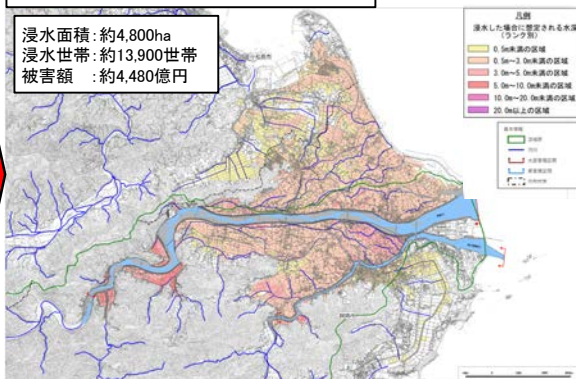 浸水面積：約4,800ha
浸水世帯：約13,900世帯
被害額　：約4,480億円
凡例
浸水した場合に想定される水深
（ランク別）
0.5m未満の区域
0.5m～3.0m未満の区域
3.0m～5.0m未満の区域
5.0m～10.0m未満の区域
10.0m～20.0m未満の区域
20.0m以上の区域